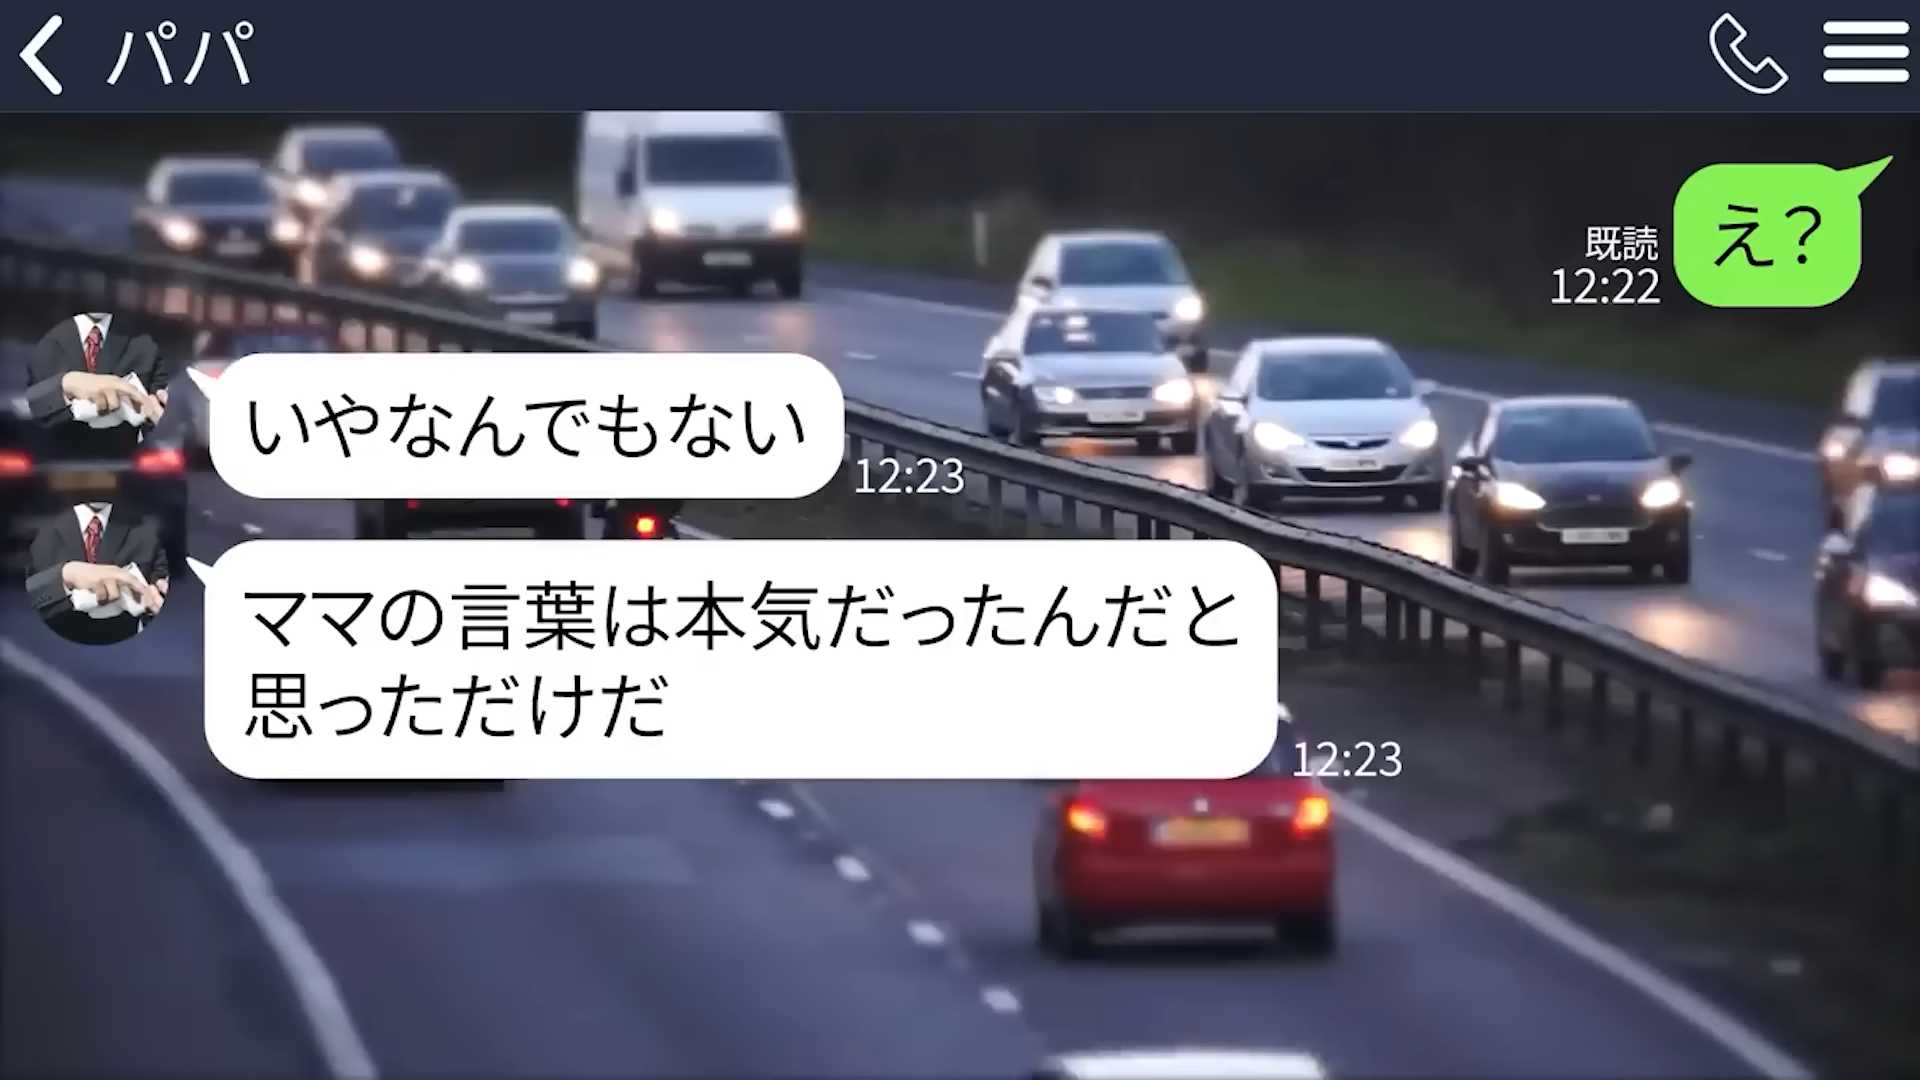 パパ
え？
既読
12:22
いやなんでもない
12:23
ママの言葉は本気だったんだと
思っただけだ
12:23